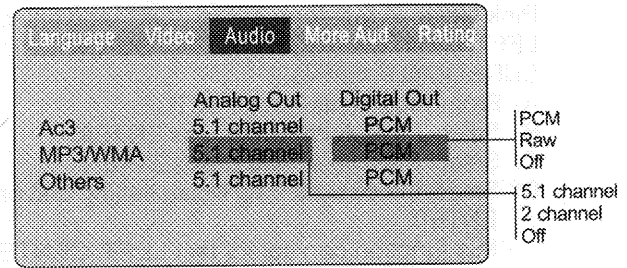 Language Video Audio More Aud Rating
Analog Out Digital Out
Ac3 5.1 channel PCM
MP3/WMA 5.1 channel PCM
Others 5.1 channel PCM
PCM
Raw
Off
5.1 channel
2 channel
Off